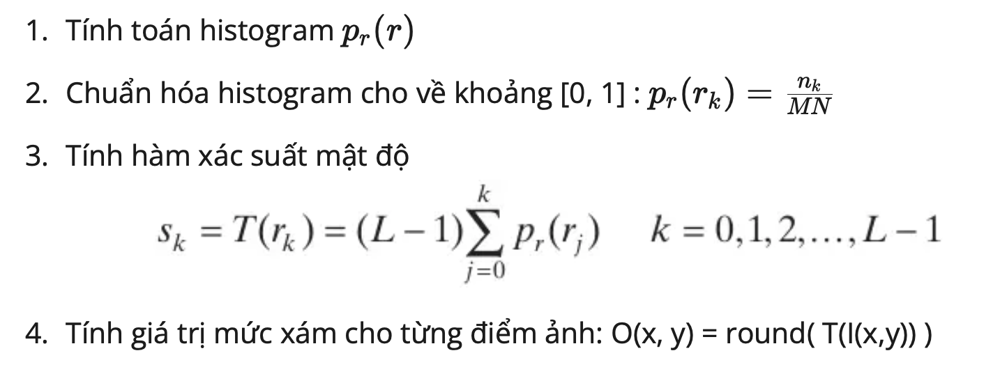 1. Tính toán histogram $p_r(r)$
2. Chuẩn hóa histogram cho về khoảng [0, 1] : $p_r(r_k) = \frac{n_k}{MN}$
3. Tính hàm xác suất mật độ
$s_k = T(r_k) = (L-1)\sum_{j=0}^{k} p_r(r_j) \quad k = 0,1,2,\ldots,L-1$
4. Tính giá trị mức xám cho từng điểm ảnh: O(x, y) = round( T(I(x,y)) )